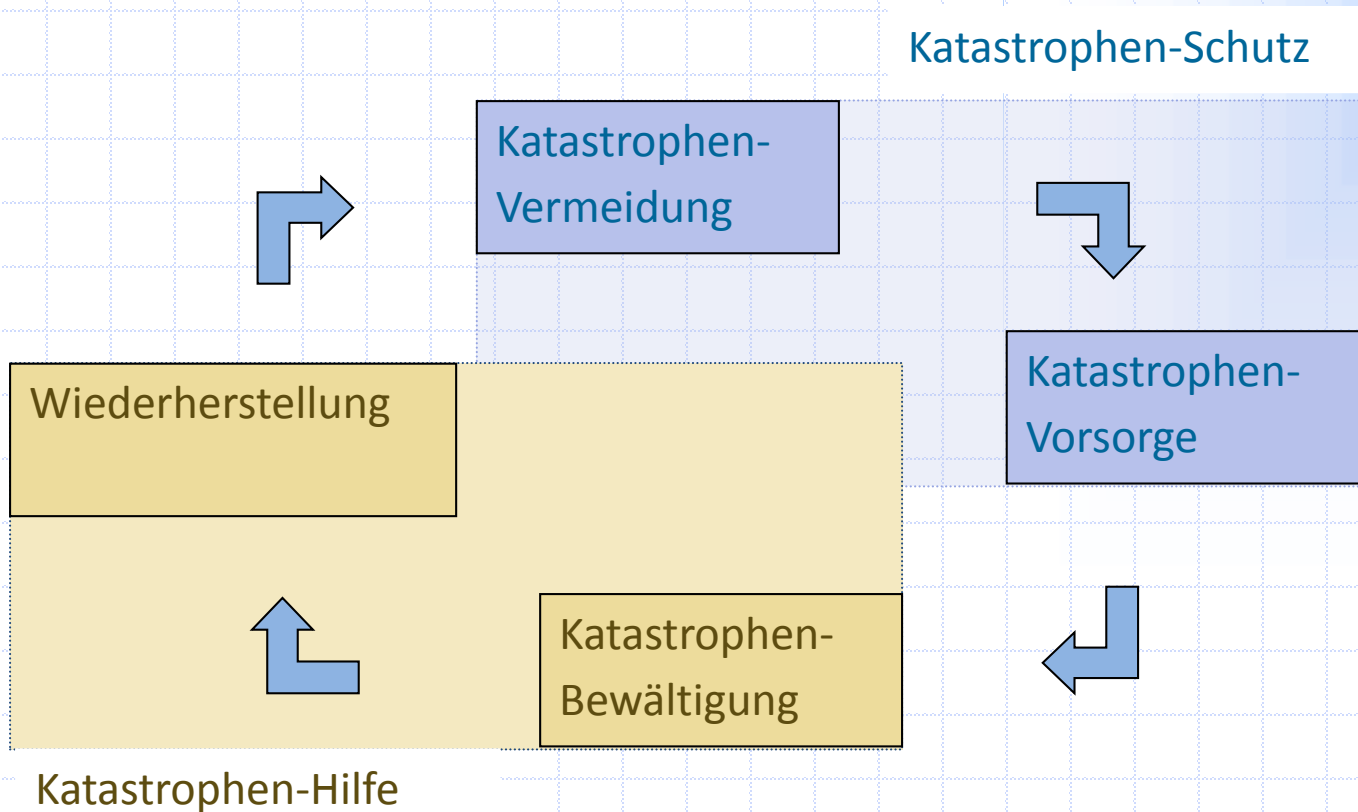 Katastrophen-Schutz
Katastrophen-
Vermeidung
Katastrophen-
Vorsorge
Wiederherstellung
Katastrophen-
Bewältigung
Katastrophen-Hilfe